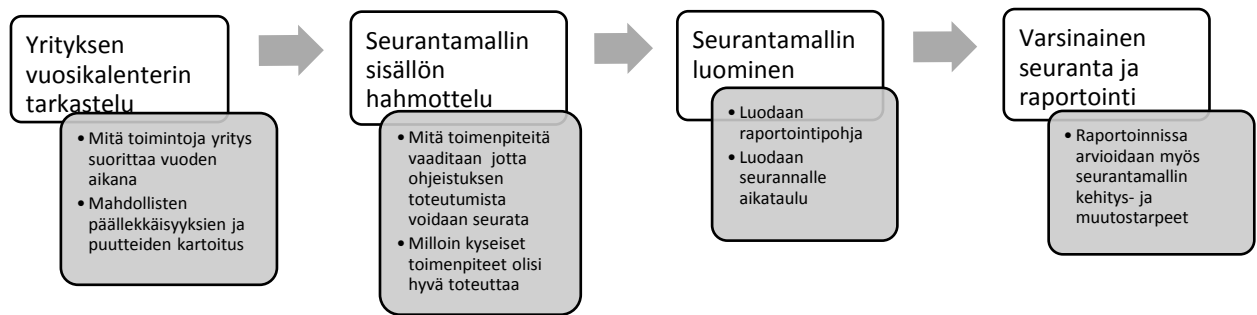 Yrityksen
vuosikalenterin
tarkastelu
• Mitä toimintoja yritys
suorittaa vuoden
aikana
• Mahdollisten
päällekkäisyyksien ja
puutteiden kartoitus
Seurantamallin
sisällön
hahmottelu
• Mitä toimenpiteitä
vaaditaan jotta
ohjeistuksen
toteutumista
voidaan seurata
• Milloin kyseiset
toimenpiteet olisi
hyvä toteuttaa
Seurantamallin
luominen
• Luodaan
raportointipohja
• Luodaan
seurannalle
aikataulu
Varsinainen
seuranta ja
raportointi
• Raportoinnissa
arvioidaan myös
seurantamallin
kehitys- ja
muutostarpeet